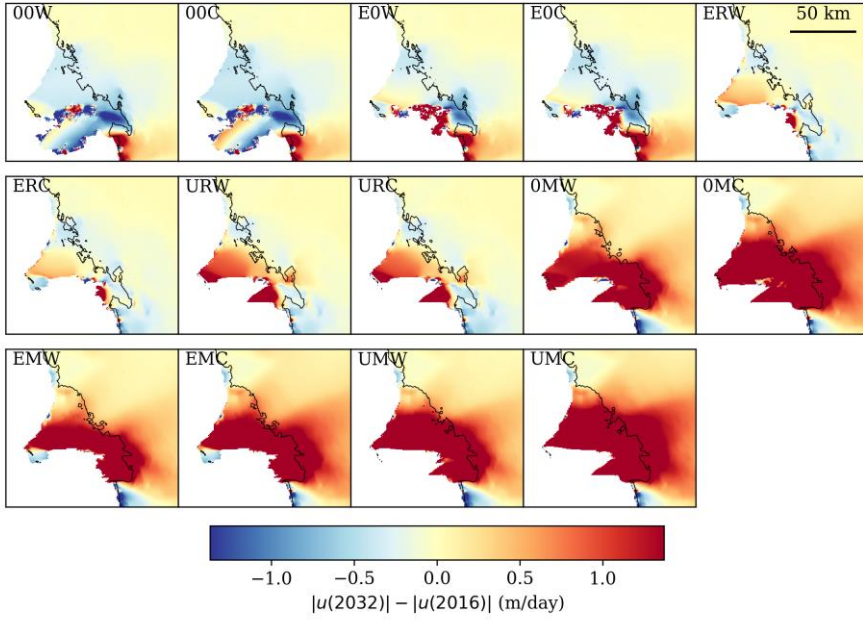 00W 00C E0W E0C ERW 50 km
ERC URW URC 0MW 0MC
EMW EMC UMW UMC
−1.0 −0.5 0.0 0.5 1.0
|u(2032)| − |u(2016)| (m/day)